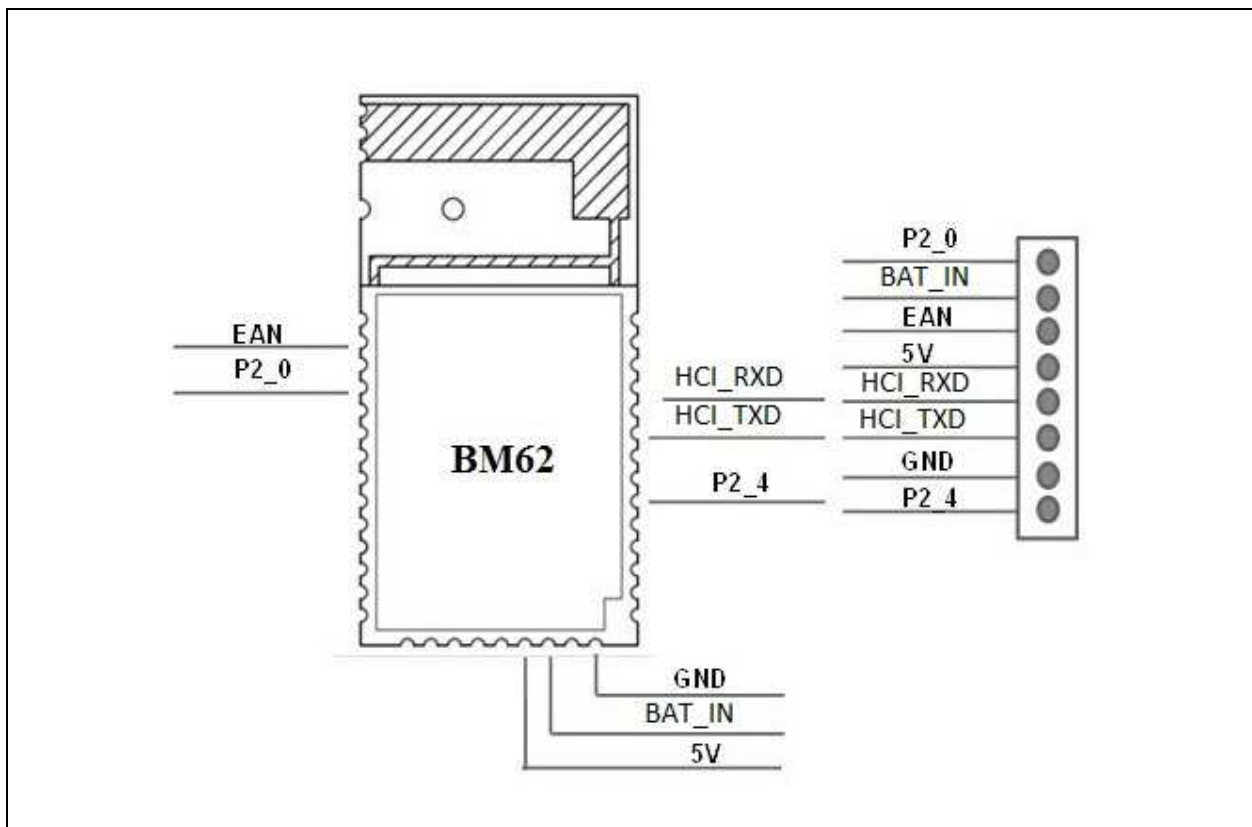 EAN
P2_0
BM62
HCI_RXD
HCI_TXD
P2_4
GND
BAT_IN
5V
P2_0
BAT_IN
EAN
5V
HCI_RXD
HCI_TXD
GND
P2_4